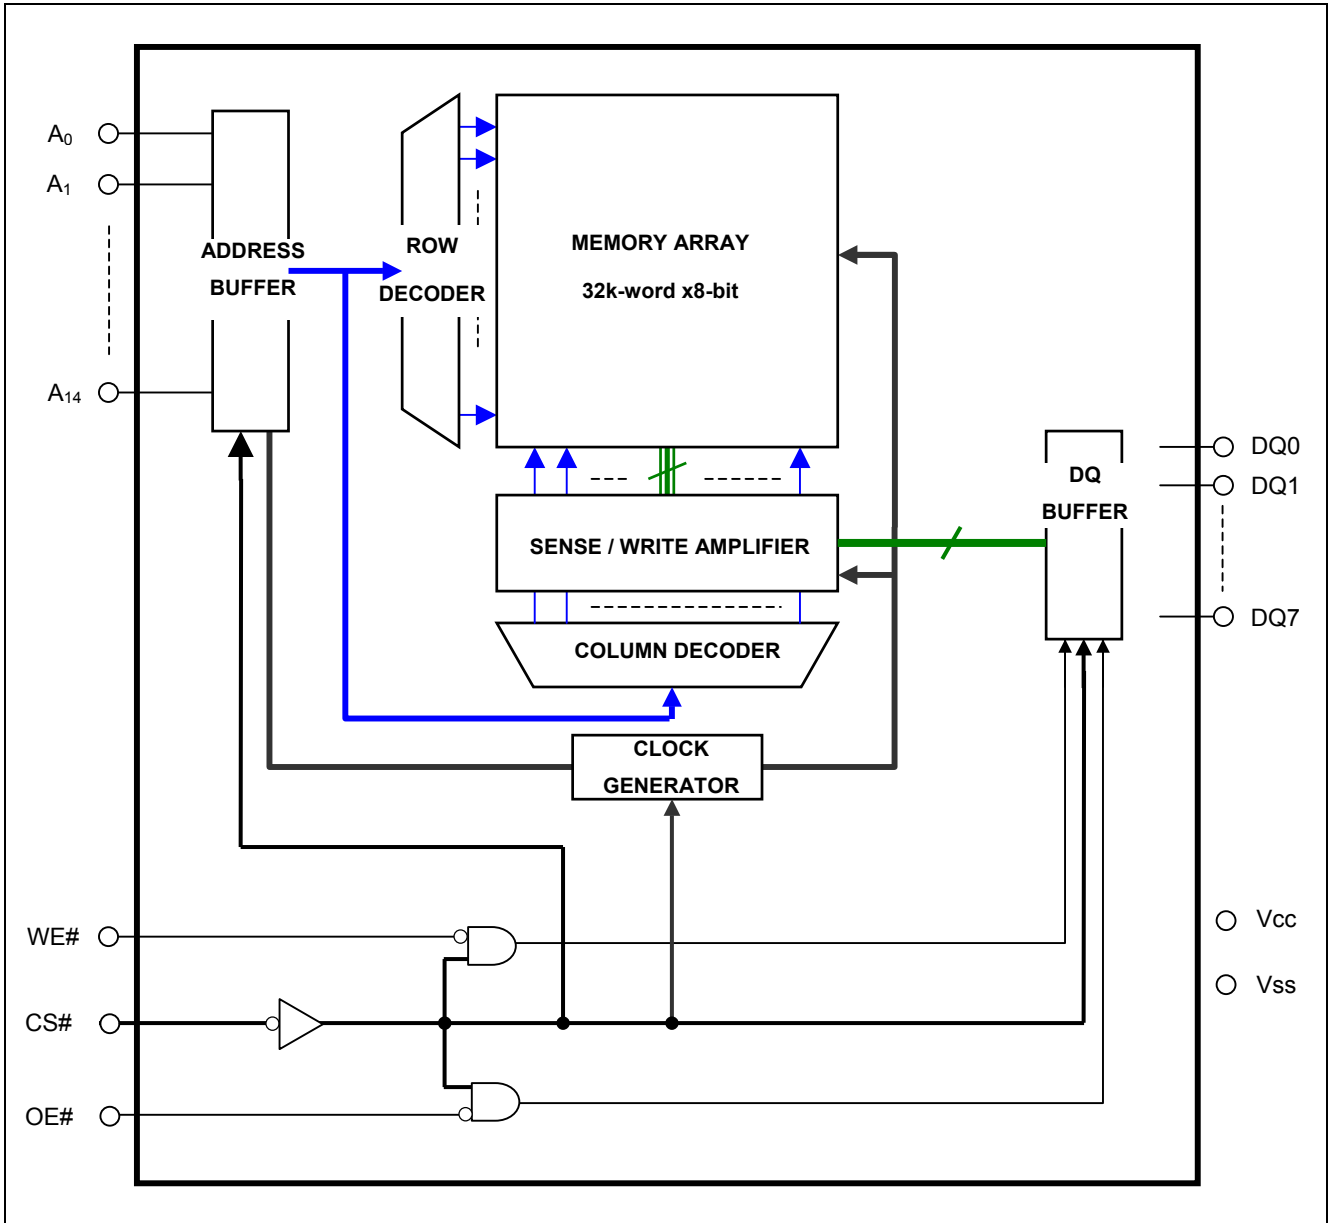 A0
A1
A14
ADDRESS
BUFFER
ROW
DECODER
MEMORY ARRAY
32k-word x8-bit
SENSE / WRITE AMPLIFIER
COLUMN DECODER
CLOCK
GENERATOR
DQ
BUFFER
DQ0
DQ1
DQ7
WE#
CS#
OE#
Vcc
Vss